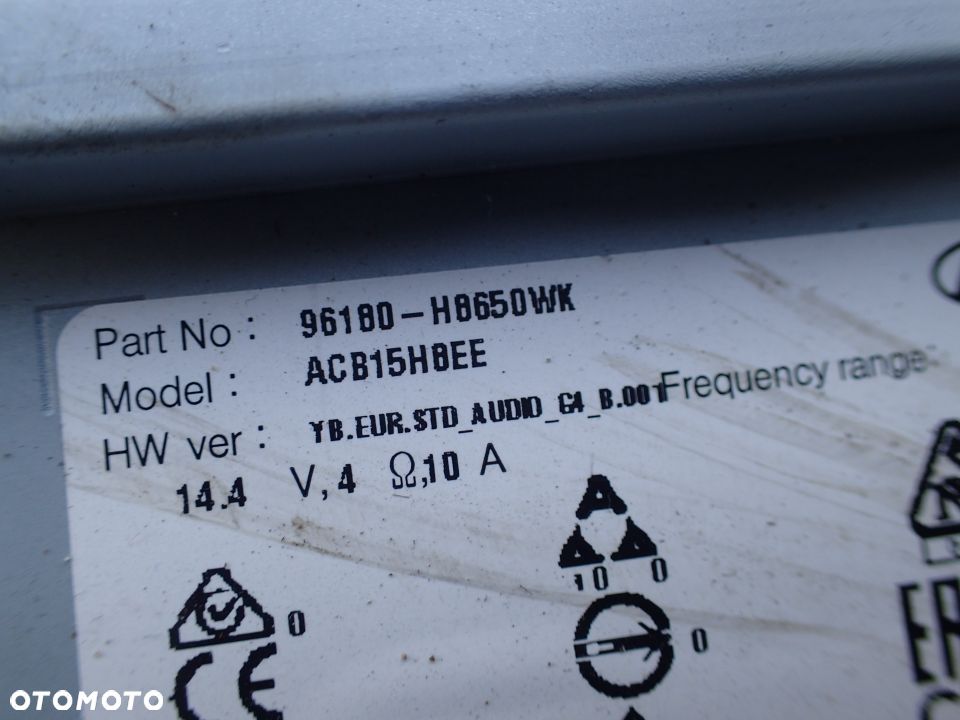 Part No : 96180-H8650WK
Model : ACB15H8EE
HW ver : YB.EUR.STD_AUDIO_G4_B.001 Frequency range:
14.4 V, 4 Ω, 10 A
A
10 0
0
0
CE
OTOMOTO